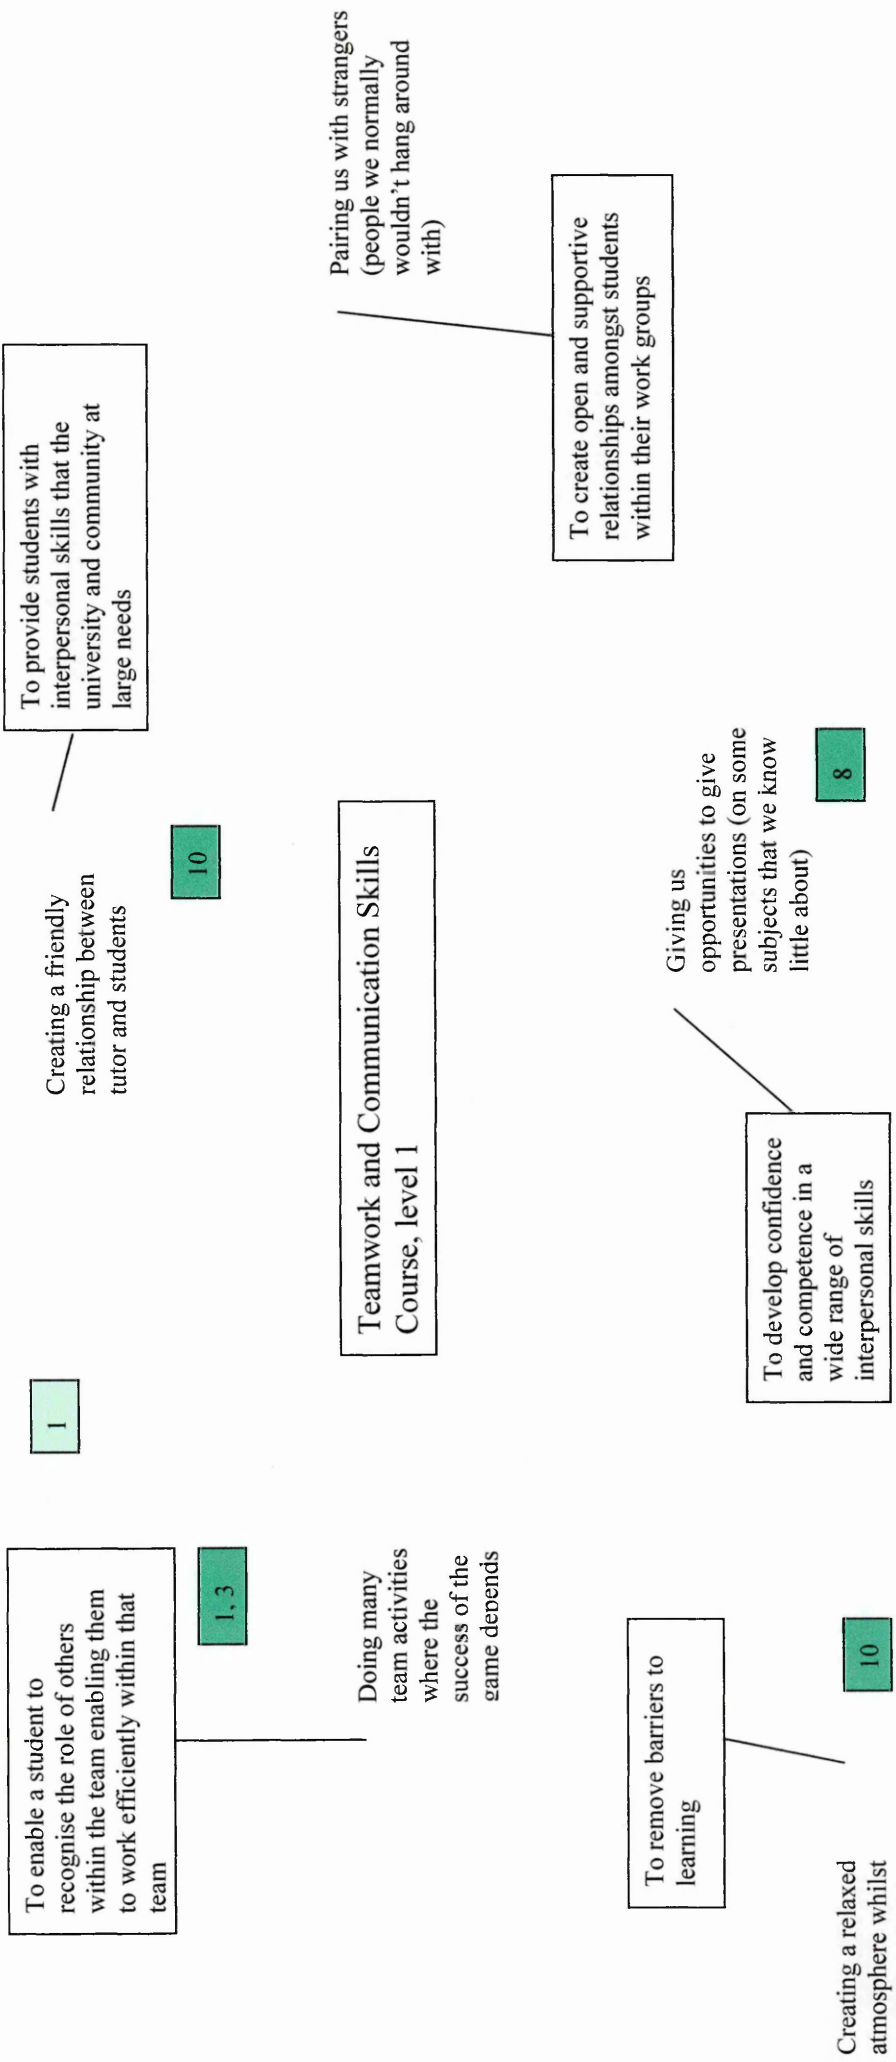 To enable a student to
recognise the role of others
within the team enabling them
to work efficiently within that
team
1, 3
Doing many
team activities
where the
success of the
game depends
1
Creating a friendly
relationship between
tutor and students
10
To provide students with
interpersonal skills that the
university and community at
large needs
Pairing us with strangers
(people we normally
wouldn't hang around
with)
Teamwork and Communication Skills
Course, level 1
To create open and supportive
relationships amongst students
within their work groups
To remove barriers to
learning
10
Creating a relaxed
atmosphere whilst
To develop confidence
and competence in a
wide range of
interpersonal skills
Giving us
opportunities to give
presentations (on some
subjects that we know
little about)
8